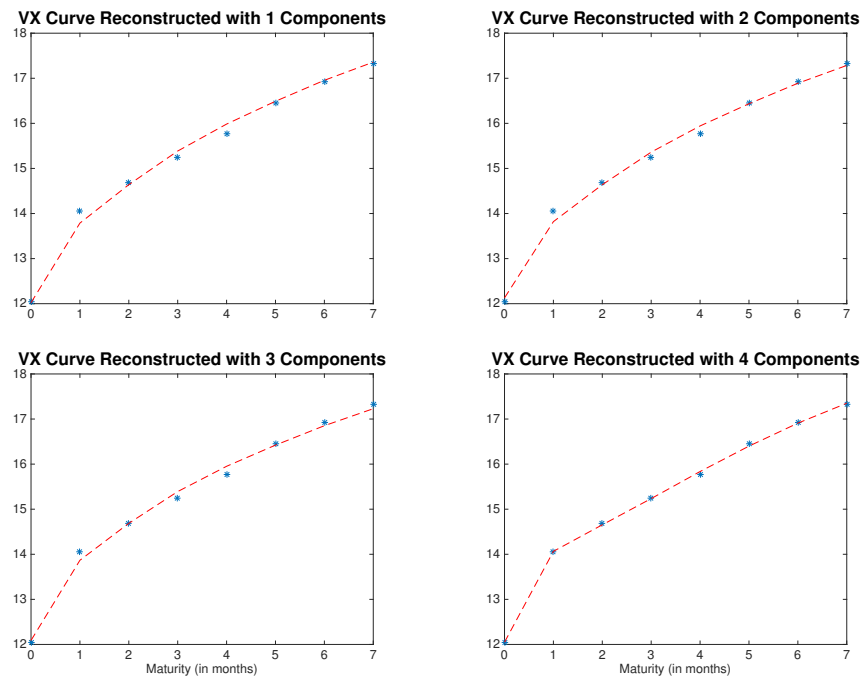 VX Curve Reconstructed with 1 Components
18
17
16
15
14
13
12
0 1 2 3 4 5 6 7
VX Curve Reconstructed with 2 Components
18
17
16
15
14
13
12
0 1 2 3 4 5 6 7
VX Curve Reconstructed with 3 Components
18
17
16
15
14
13
12
0 1 2 3 4 5 6 7
Maturity (in months)
VX Curve Reconstructed with 4 Components
18
17
16
15
14
13
12
0 1 2 3 4 5 6 7
Maturity (in months)